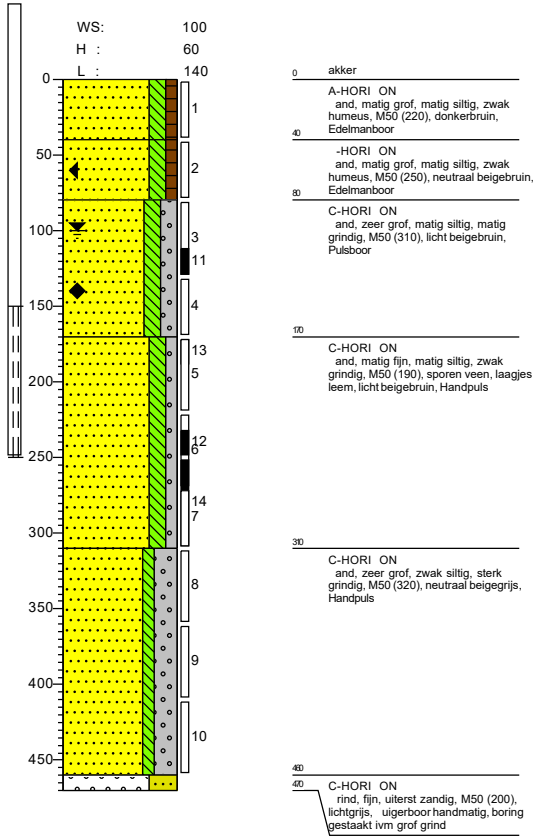 WS: 100
H : 60
L : 140
0
50
100
150
200
250
300
350
400
450
1
2
3
11
4
13
5
12
6
14
7
8
9
10
0 akker
A-HORI ON
and, matig grof, matig siltig, zwak
humeus, M50 (220), donkerbruin,
Edelmanboor
40
-HORI ON
and, matig grof, matig siltig, zwak
humeus, M50 (250), neutraal beigebruin,
Edelmanboor
80
C-HORI ON
and, zeer grof, matig siltig, matig
grindig, M50 (310), licht beigebruin,
Pulsboor
170
C-HORI ON
and, matig fijn, matig siltig, zwak
grindig, M50 (190), sporen veen, laagjes
leem, licht beigebruin, Handpuls
310
C-HORI ON
and, zeer grof, zwak siltig, sterk
grindig, M50 (320), neutraal beigegrijs,
Handpuls
460
470
C-HORI ON
rind, fijn, uiterst zandig, M50 (200),
lichtgrijs, uigerboor handmatig, boring
gestaakt ivm grof grind